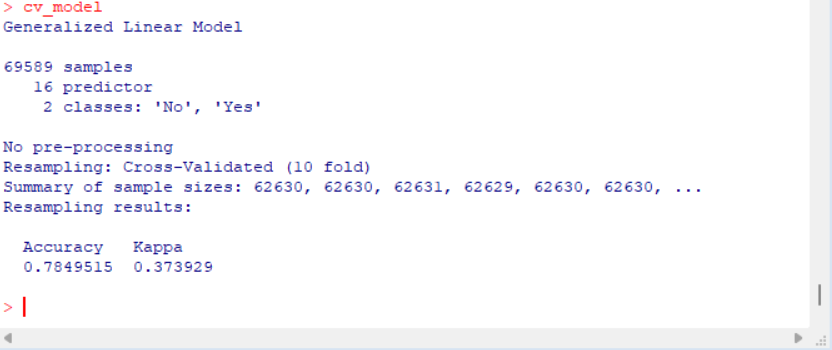 > cv_model
Generalized Linear Model
69589 samples
16 predictor
2 classes: 'No', 'Yes'
No pre-processing
Resampling: Cross-Validated (10 fold)
Summary of sample sizes: 62630, 62630, 62631, 62629, 62630, 62630, ...
Resampling results:
Accuracy Kappa
0.7849515 0.373929
>